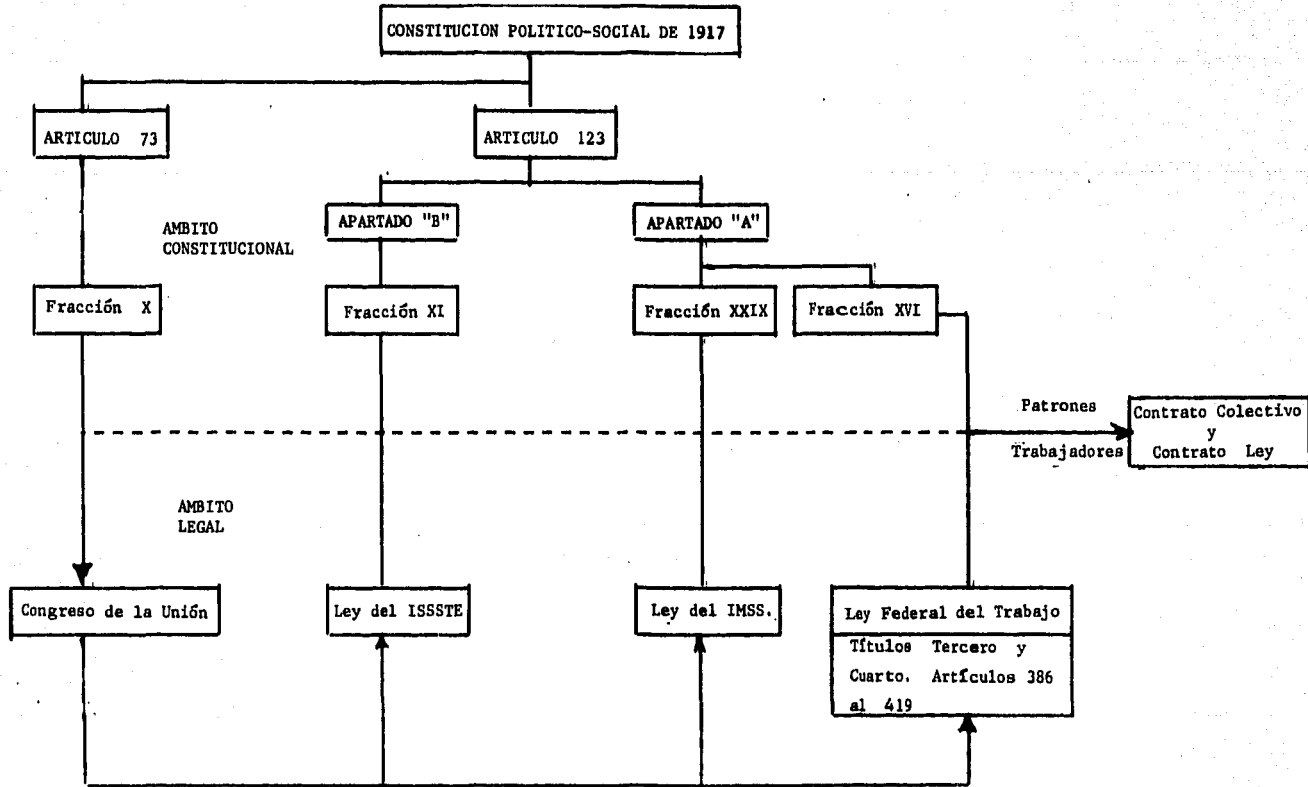 CONSTITUCION POLITICO-SOCIAL DE 1917
ARTICULO 73
ARTICULO 123
AMBITO
CONSTITUCIONAL
APARTADO "B"
APARTADO "A"
Fracción X
Fracción XI
Fracción XXIX
Fracción XVI
Patrones
Trabajadores
Contrato Colectivo
y
Contrato Ley
AMBITO
LEGAL
Congreso de la Unión
Ley del ISSSTE
Ley del IMSS.
Ley Federal del Trabajo
Títulos Tercero y
Cuarto. Artículos 386
al 419